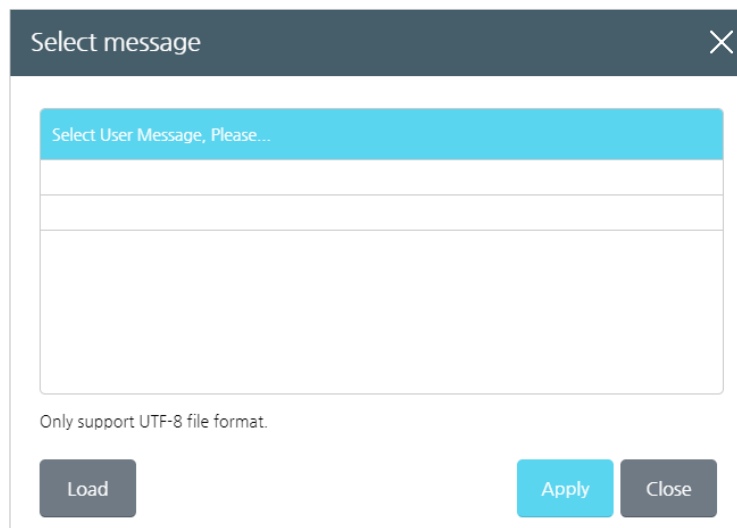 Select message
Select User Message, Please...
Only support UTF-8 file format.
Load
Apply
Close